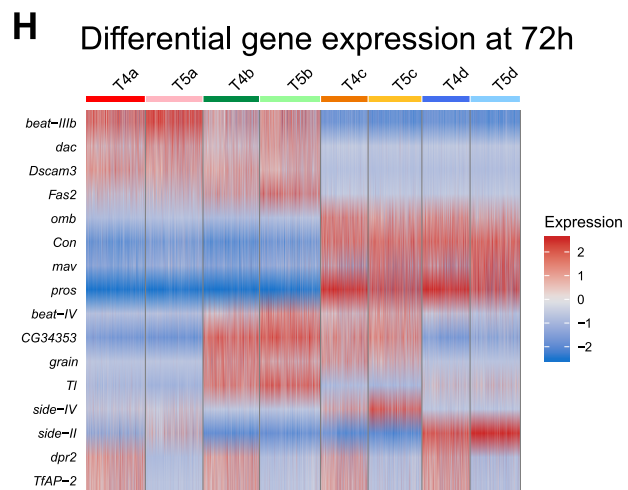 H
Differential gene expression at 72h
T4a T5a T4b T5b T4c T5c T4d T5d
beat−IIIb
dac
Dscam3
Fas2
omb
Con
mav
pros
beat−IV
CG34353
grain
Tl
side−IV
side−II
dpr2
TfAP−2
Expression
2
1
0
−1
−2